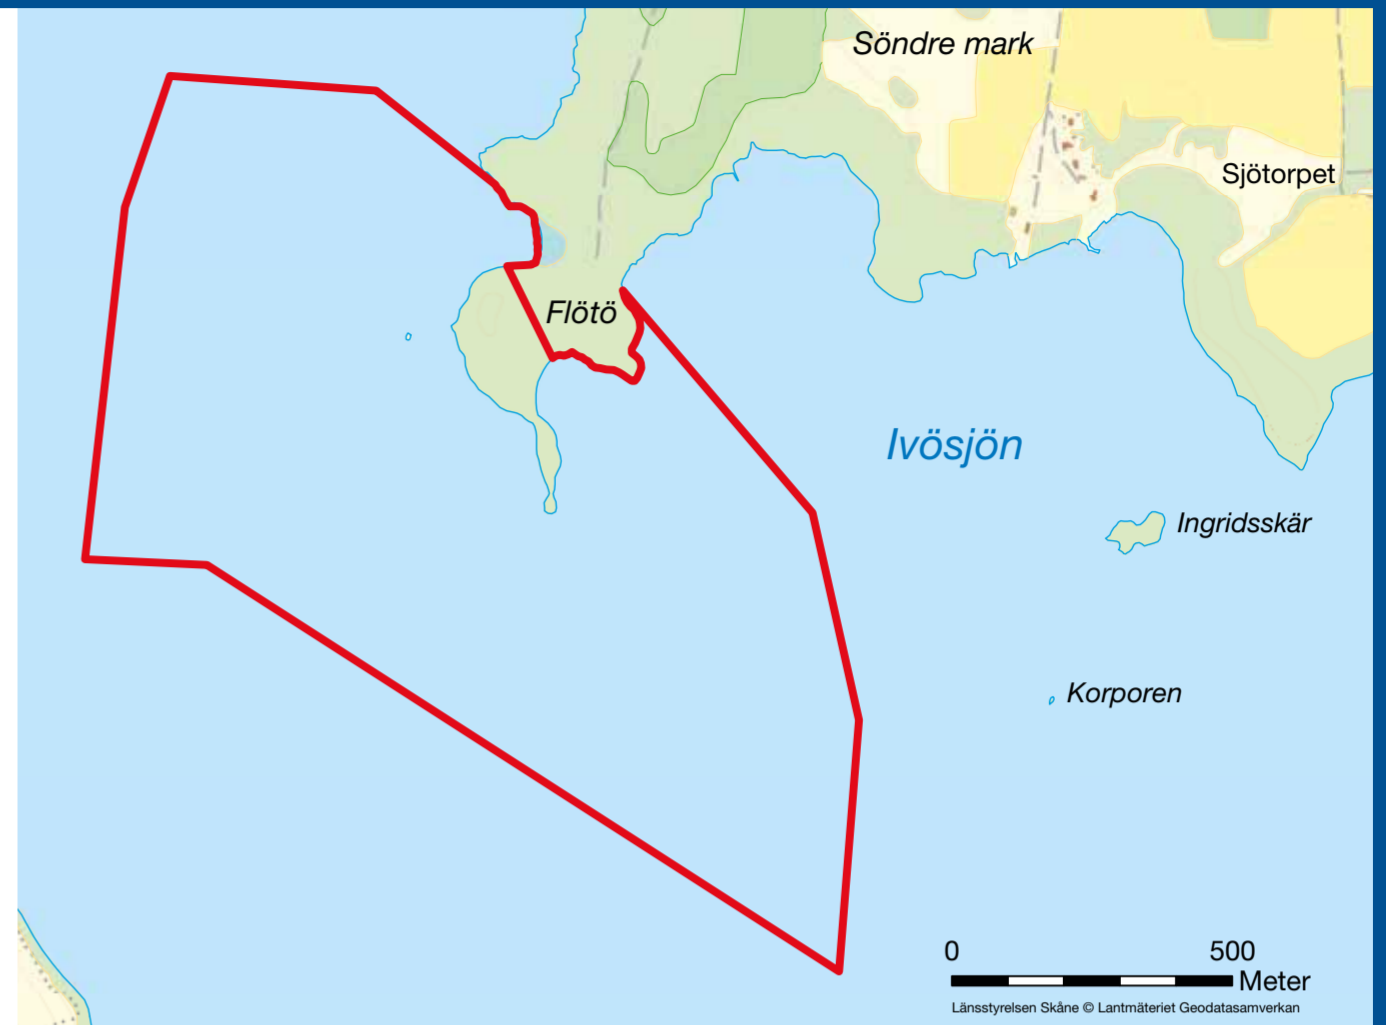 Söndre mark
Sjötorpet
Flötö
Ivösjön
Ingridsskär
Korporen
0 500
Meter
Länsstyrelsen Skåne © Lantmäteriet Geodatasamverkan